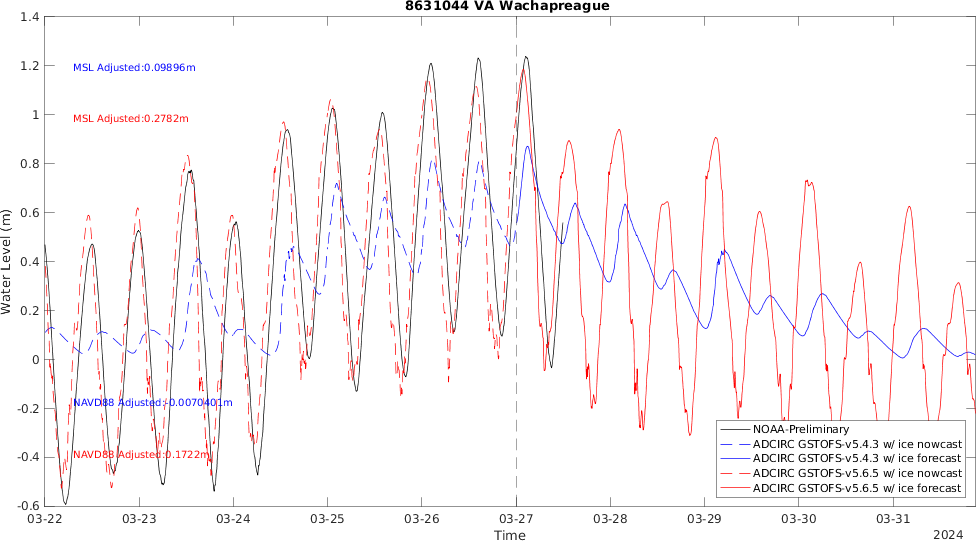 8631044 VA Wachapreague
1.4
1.2
1
0.8
0.6
0.4
0.2
0
-0.2
-0.4
-0.6
Water Level (m)
MSL Adjusted:0.09896m
MSL Adjusted:0.2782m
NAVD88 Adjusted:-0.0070401m
NAVD88 Adjusted:0.1722m
NOAA-Preliminary
ADCIRC GSTOFS-v5.4.3 w/ ice nowcast
ADCIRC GSTOFS-v5.4.3 w/ ice forecast
ADCIRC GSTOFS-v5.6.5 w/ ice nowcast
ADCIRC GSTOFS-v5.6.5 w/ ice forecast
03-22 03-23 03-24 03-25 03-26 03-27 03-28 03-29 03-30 03-31
Time
2024